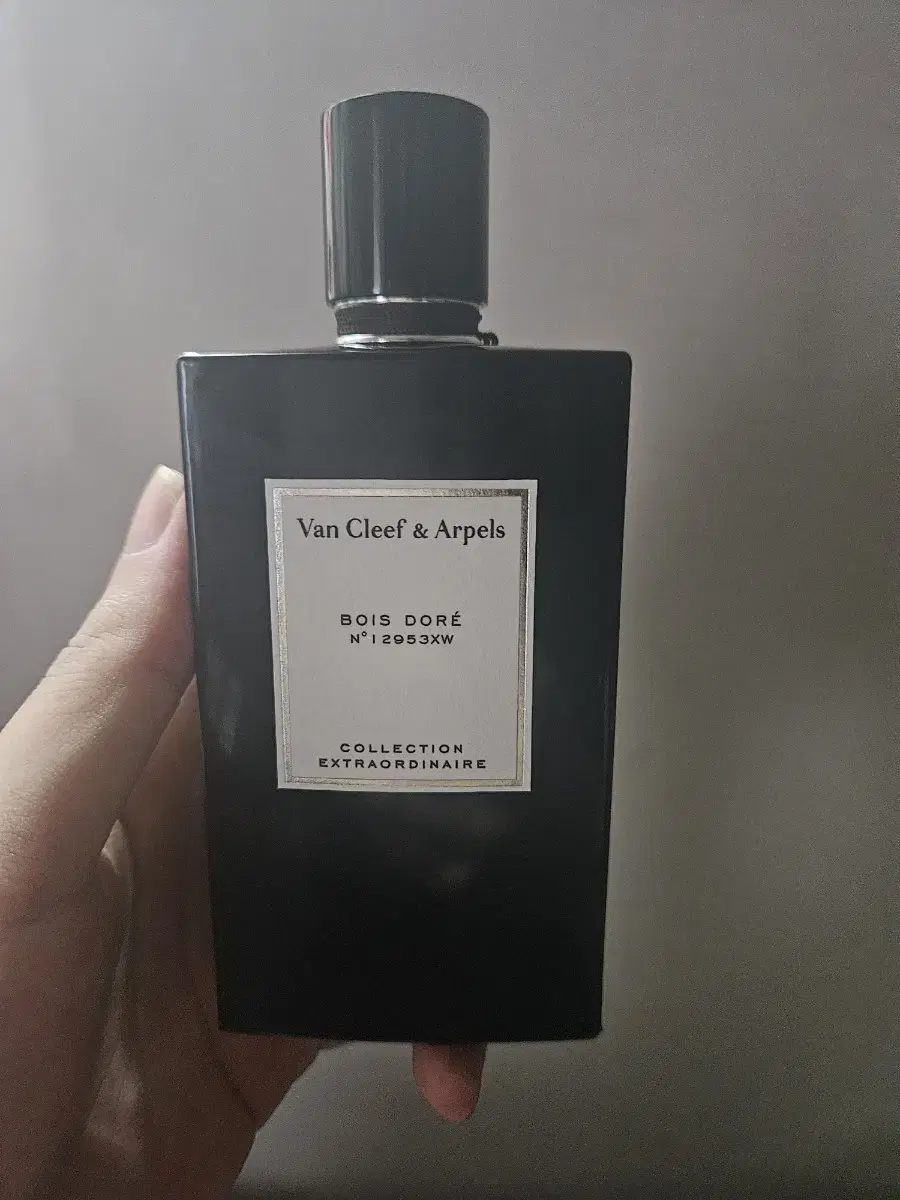 Van Cleef & Arpels
BOIS DORÉ
N°12953XW
COLLECTION
EXTRAORDINAIRE